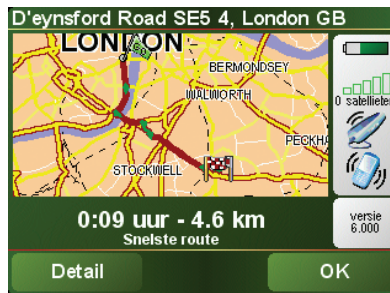 D'eynsford Road SE5 4, London GB
LONDON
BERMONDSEY
WALWORTH
0 satellieten
PECKHA
STOCKWELL
0:09 uur - 4.6 km
Snelste route
versie
6.000
Detail
OK